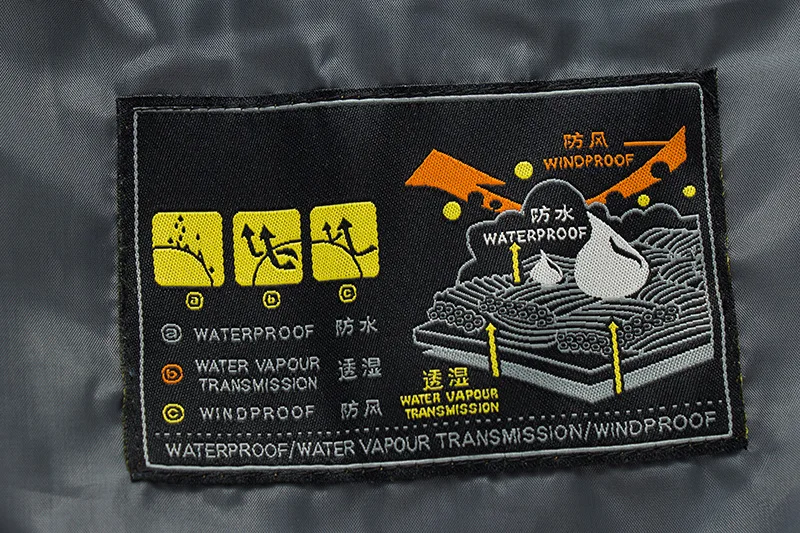 防风
WINDPROOF
防水
WATERPROOF
ⓐ ⓑ ⓒ
ⓐ WATERPROOF 防水
ⓑ WATER VAPOUR 透湿
TRANSMISSION
ⓒ WINDPROOF 防风
透湿
WATER VAPOUR
TRANSMISSION
WATERPROOF/WATER VAPOUR TRANSMISSION/WINDPROOF